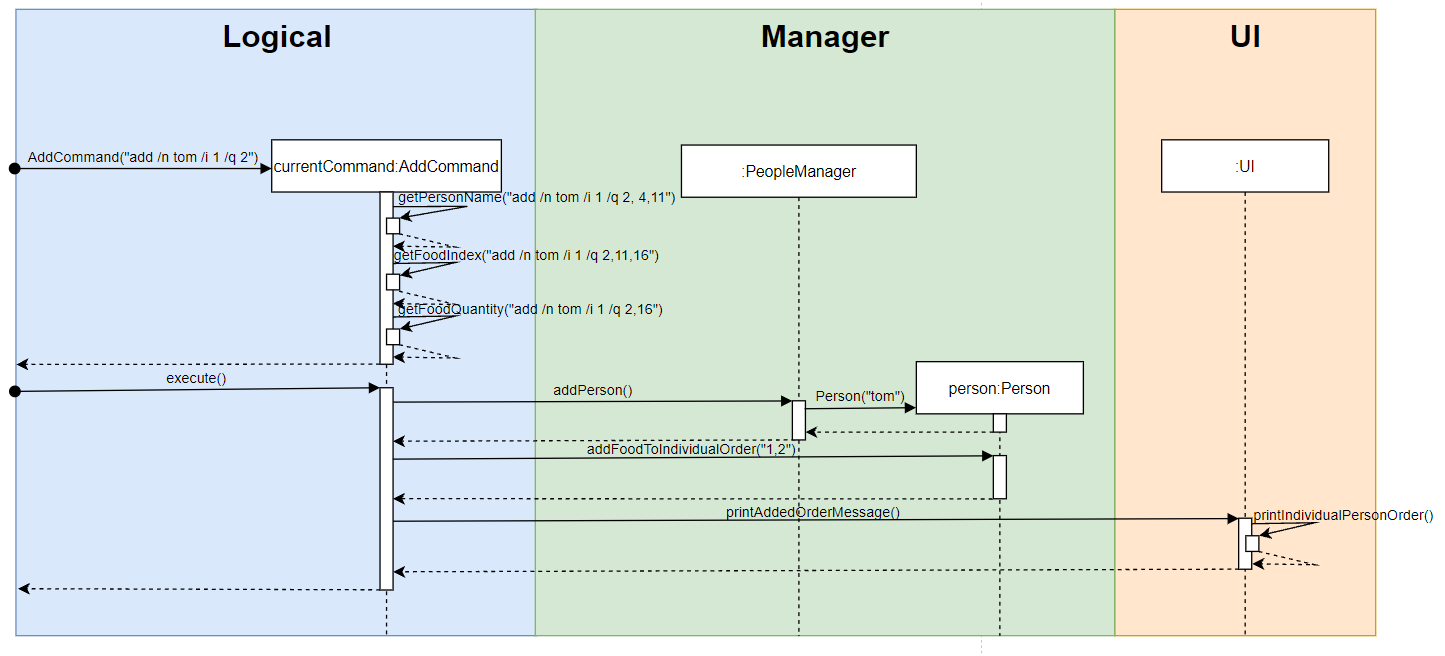 Logical
Manager
UI
AddCommand("add /n tom /i 1 /q 2")
currentCommand:AddCommand
:PeopleManager
:UI
getPersonName("add /n tom /i 1 /q 2, 4,11")
getFoodIndex("add /n tom /i 1 /q 2,11,16")
getFoodQuantity("add /n tom /i 1 /q 2,16")
execute()
addPerson()
Person("tom")
person:Person
addFoodToIndividualOrder("1,2")
printAddedOrderMessage()
printIndividualPersonOrder()